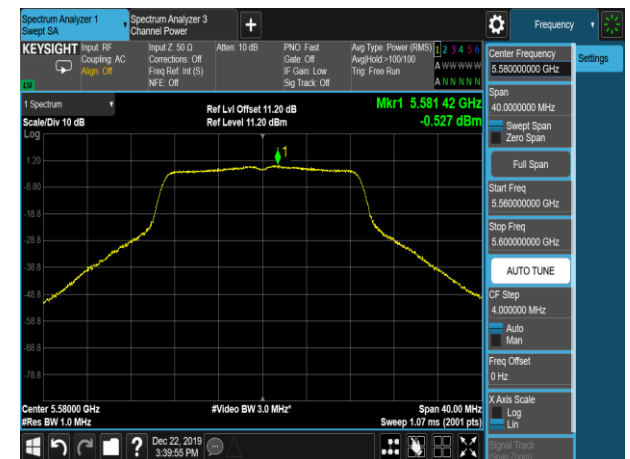 Spectrum Analyzer 1
Swept SA
Spectrum Analyzer 3
Channel Power
+
Frequency
KEYSIGHT
Input: RF
Coupling: AC
Align: Off
Input Z: 50 Ω
Corrections: Off
Freq Ref: Int (S)
NFE: Off
Atten: 10 dB
PNO: Fast
Gate: Off
IF Gain: Low
Sig Track: Off
Avg Type: Power (RMS)
Avg|Hold:>100/100
Trig: Free Run
1 2 3 4 5 6
A W W W W W
A N N N N N
LXI
1 Spectrum
Scale/Div 10 dB
Log
Ref Lvl Offset 11.20 dB
Ref Level 11.20 dBm
Mkr1 5.581 42 GHz
-0.527 dBm
1
1.20
-8.80
-18.8
-28.8
-38.8
-48.8
-58.8
-68.8
-78.8
Center 5.58000 GHz
#Res BW 1.0 MHz
#Video BW 3.0 MHz*
Span 40.00 MHz
Sweep 1.07 ms (2001 pts)
Center Frequency
5.580000000 GHz
Settings
Span
40.0000000 MHz
Swept Span
Zero Span
Full Span
Start Freq
5.560000000 GHz
Stop Freq
5.600000000 GHz
AUTO TUNE
CF Step
4.000000 MHz
Auto
Man
Freq Offset
0 Hz
X Axis Scale
Log
Lin
Signal Track
(Span Zoom)
?
Dec 22, 2019
3:39:55 PM